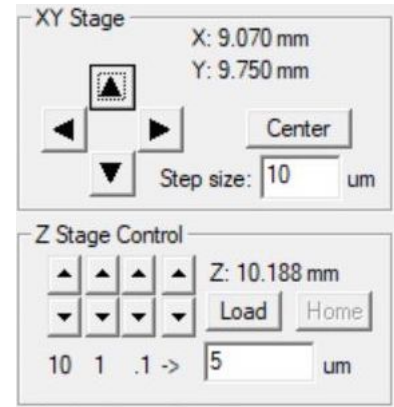 XY Stage
X: 9.070 mm
Y: 9.750 mm
Center
Step size: 10 um
Z Stage Control
Z: 10.188 mm
Load Home
10 1 .1 -> 5 um